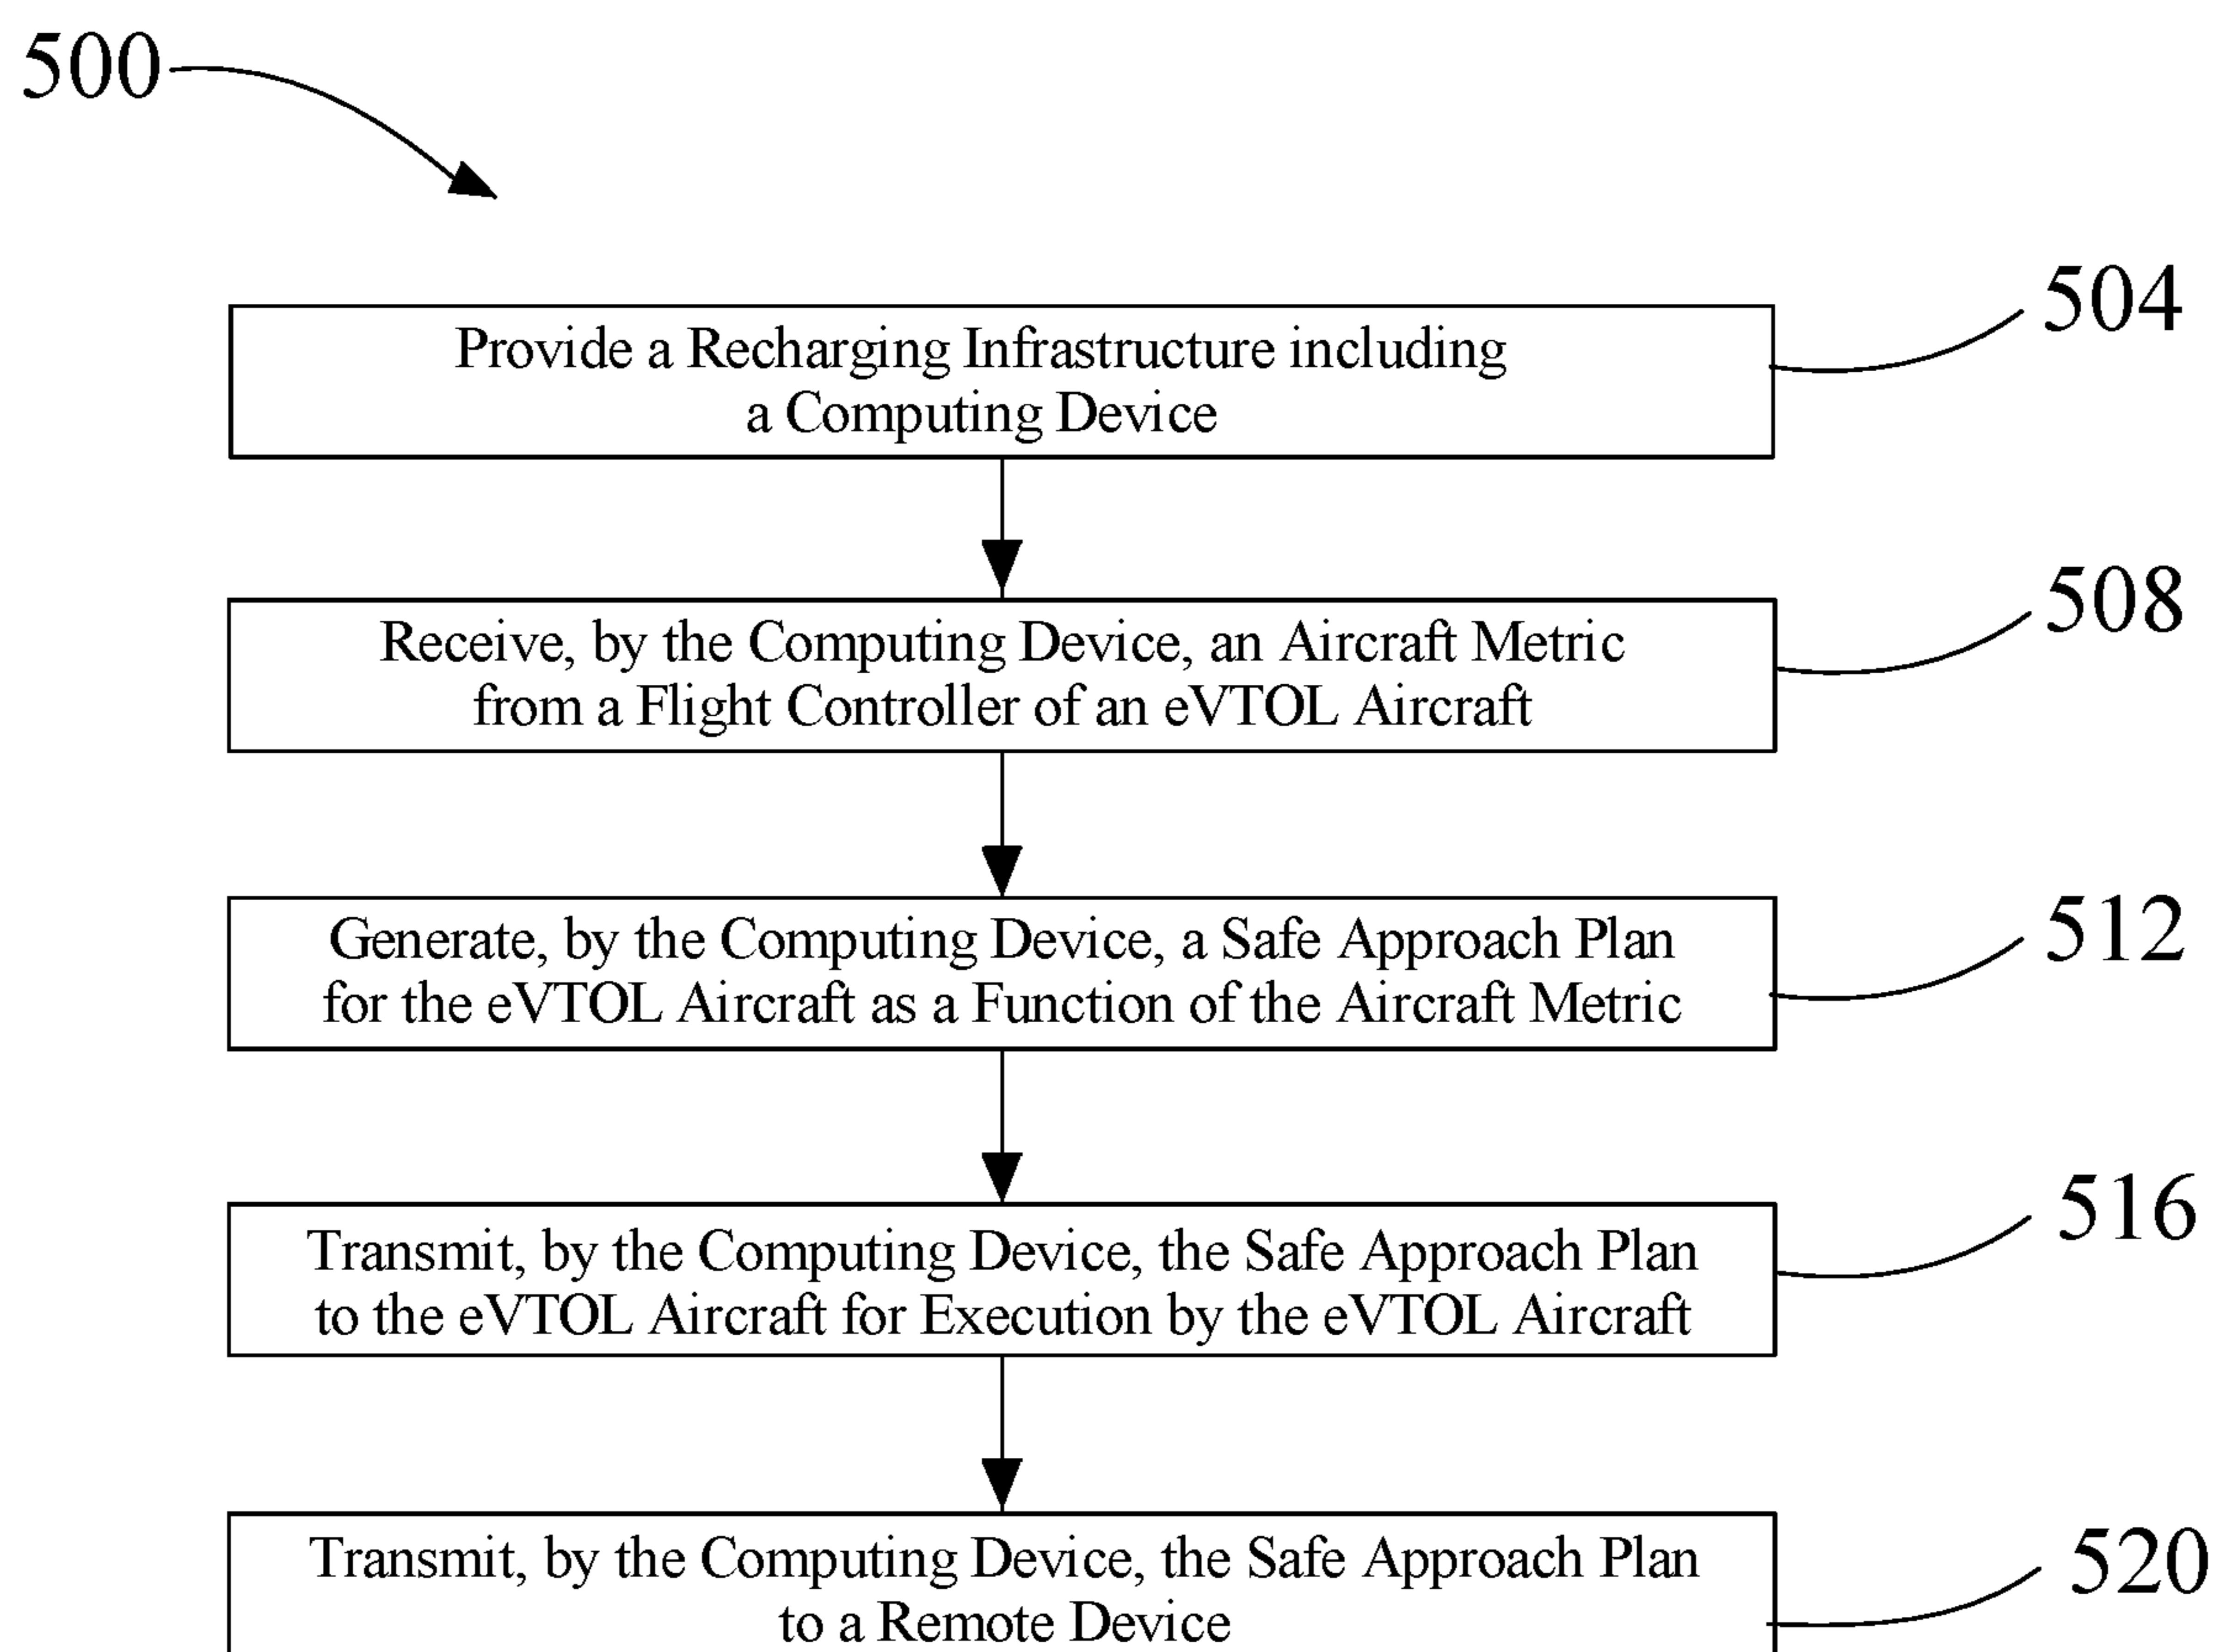 500
504
Provide a Recharging Infrastructure including
a Computing Device
508
Receive, by the Computing Device, an Aircraft Metric
from a Flight Controller of an eVTOL Aircraft
512
Generate, by the Computing Device, a Safe Approach Plan
for the eVTOL Aircraft as a Function of the Aircraft Metric
516
Transmit, by the Computing Device, the Safe Approach Plan
to the eVTOL Aircraft for Execution by the eVTOL Aircraft
520
Transmit, by the Computing Device, the Safe Approach Plan
to a Remote Device